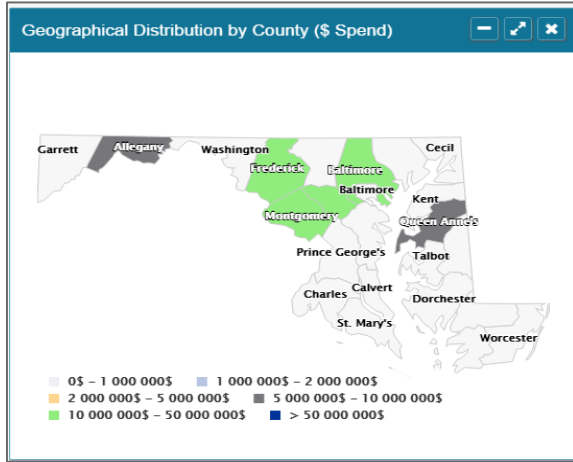 Geographical Distribution by County ($ Spend)
Garrett
Allegany
Washington
Frederick
Baltimore
Cecil
Baltimore
Kent
Montgomery
Queen Anne's
Prince George's
Talbot
Charles
Calvert
Dorchester
St. Mary's
Worcester
0$ – 1 000 000$ 1 000 000$ – 2 000 000$
2 000 000$ – 5 000 000$ 5 000 000$ – 10 000 000$
10 000 000$ – 50 000 000$ > 50 000 000$